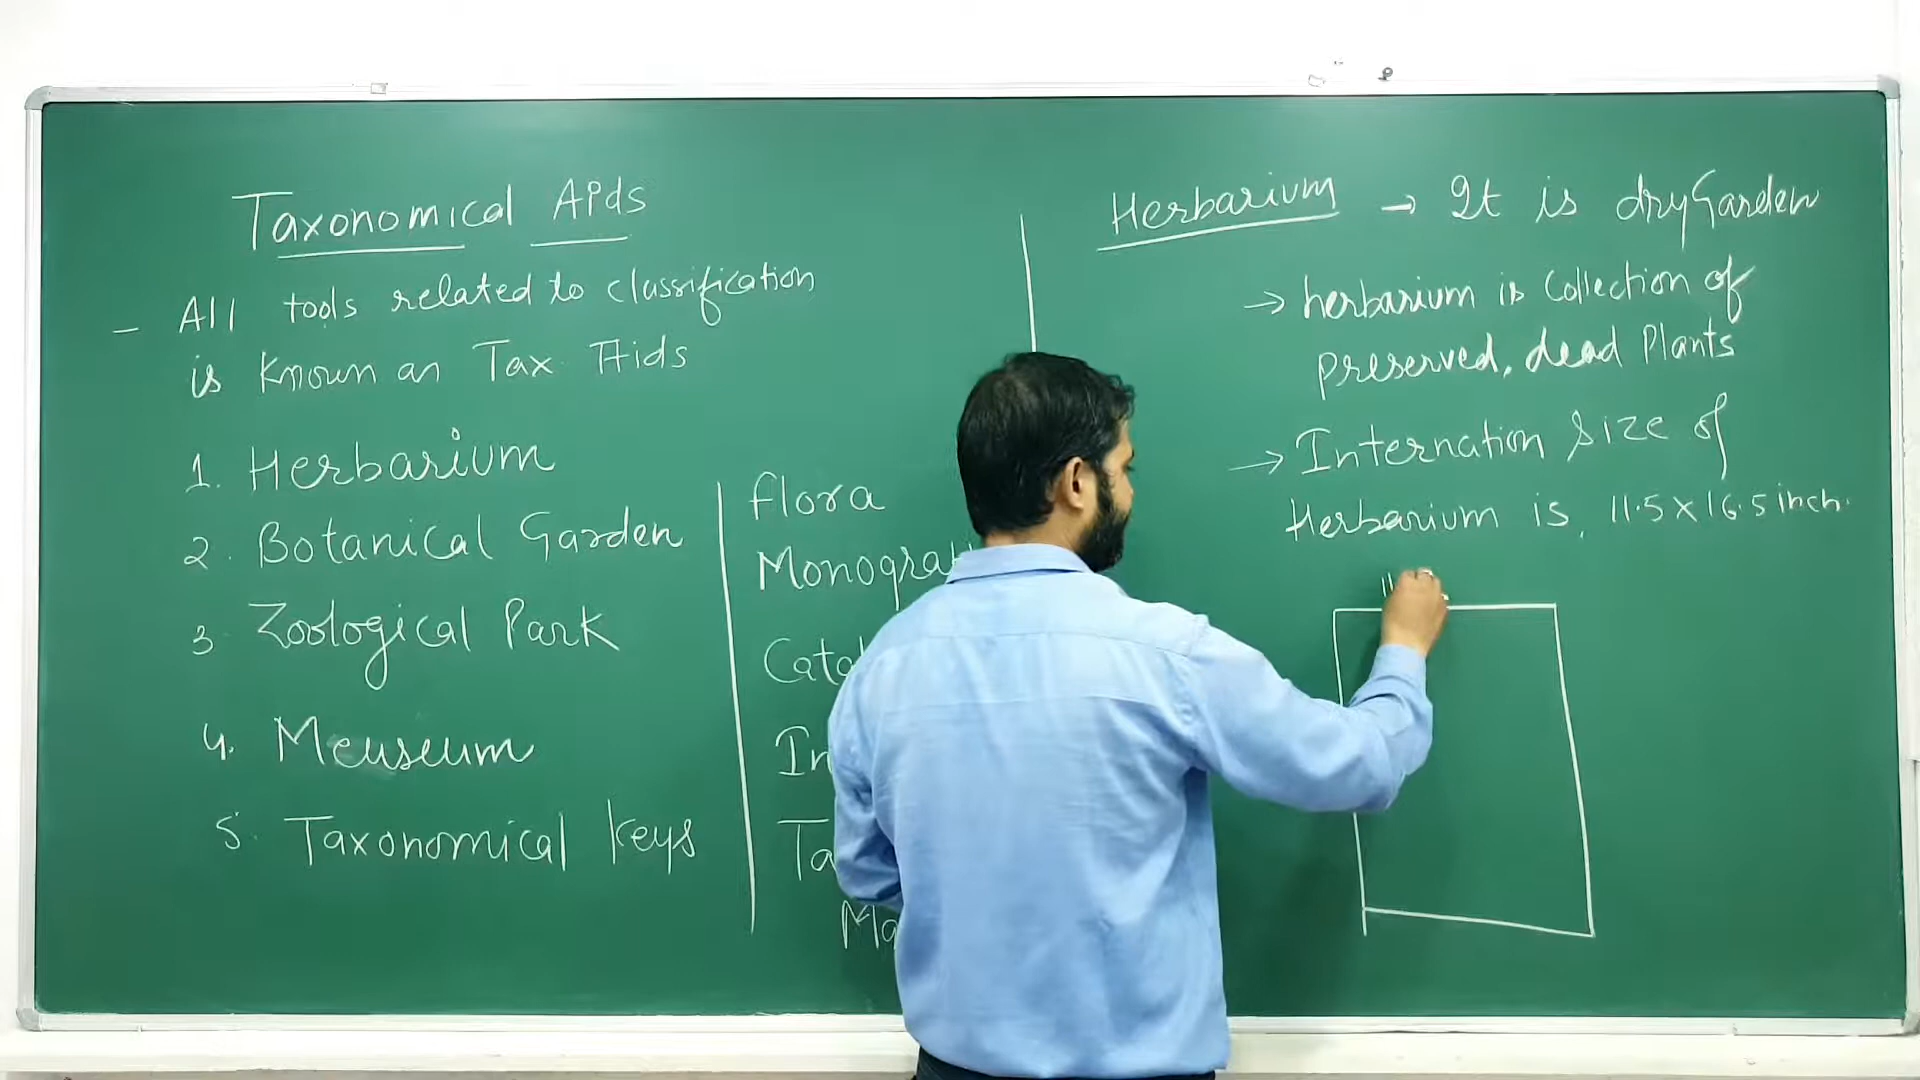 Taxonomical Aids
- All tools related to classification
is known as Tax. Aids
1. Herbarium
2. Botanical Garden
3 Zoological Park
4. Meuseum
5. Taxonomical keys
flora
Herbarium → It is dry Garden
→ herbarium is Collection of
preserved, dead Plants
→ Internation Size of
Herbarium is, 11.5 x 16.5 inch.
11